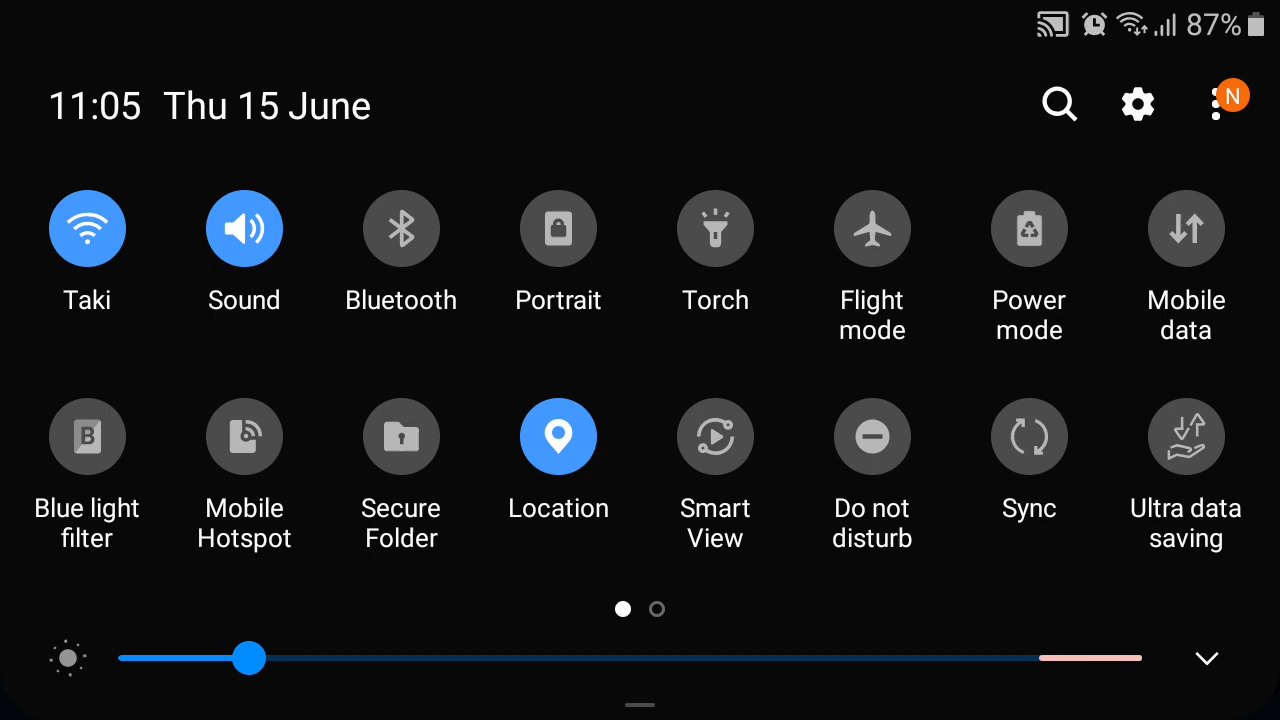 87%
11:05 Thu 15 June
N
Taki
Sound
Bluetooth
Portrait
Torch
Flight
mode
Power
mode
Mobile
data
B
Blue light
filter
Mobile
Hotspot
Secure
Folder
Location
Smart
View
Do not
disturb
Sync
Ultra data
saving